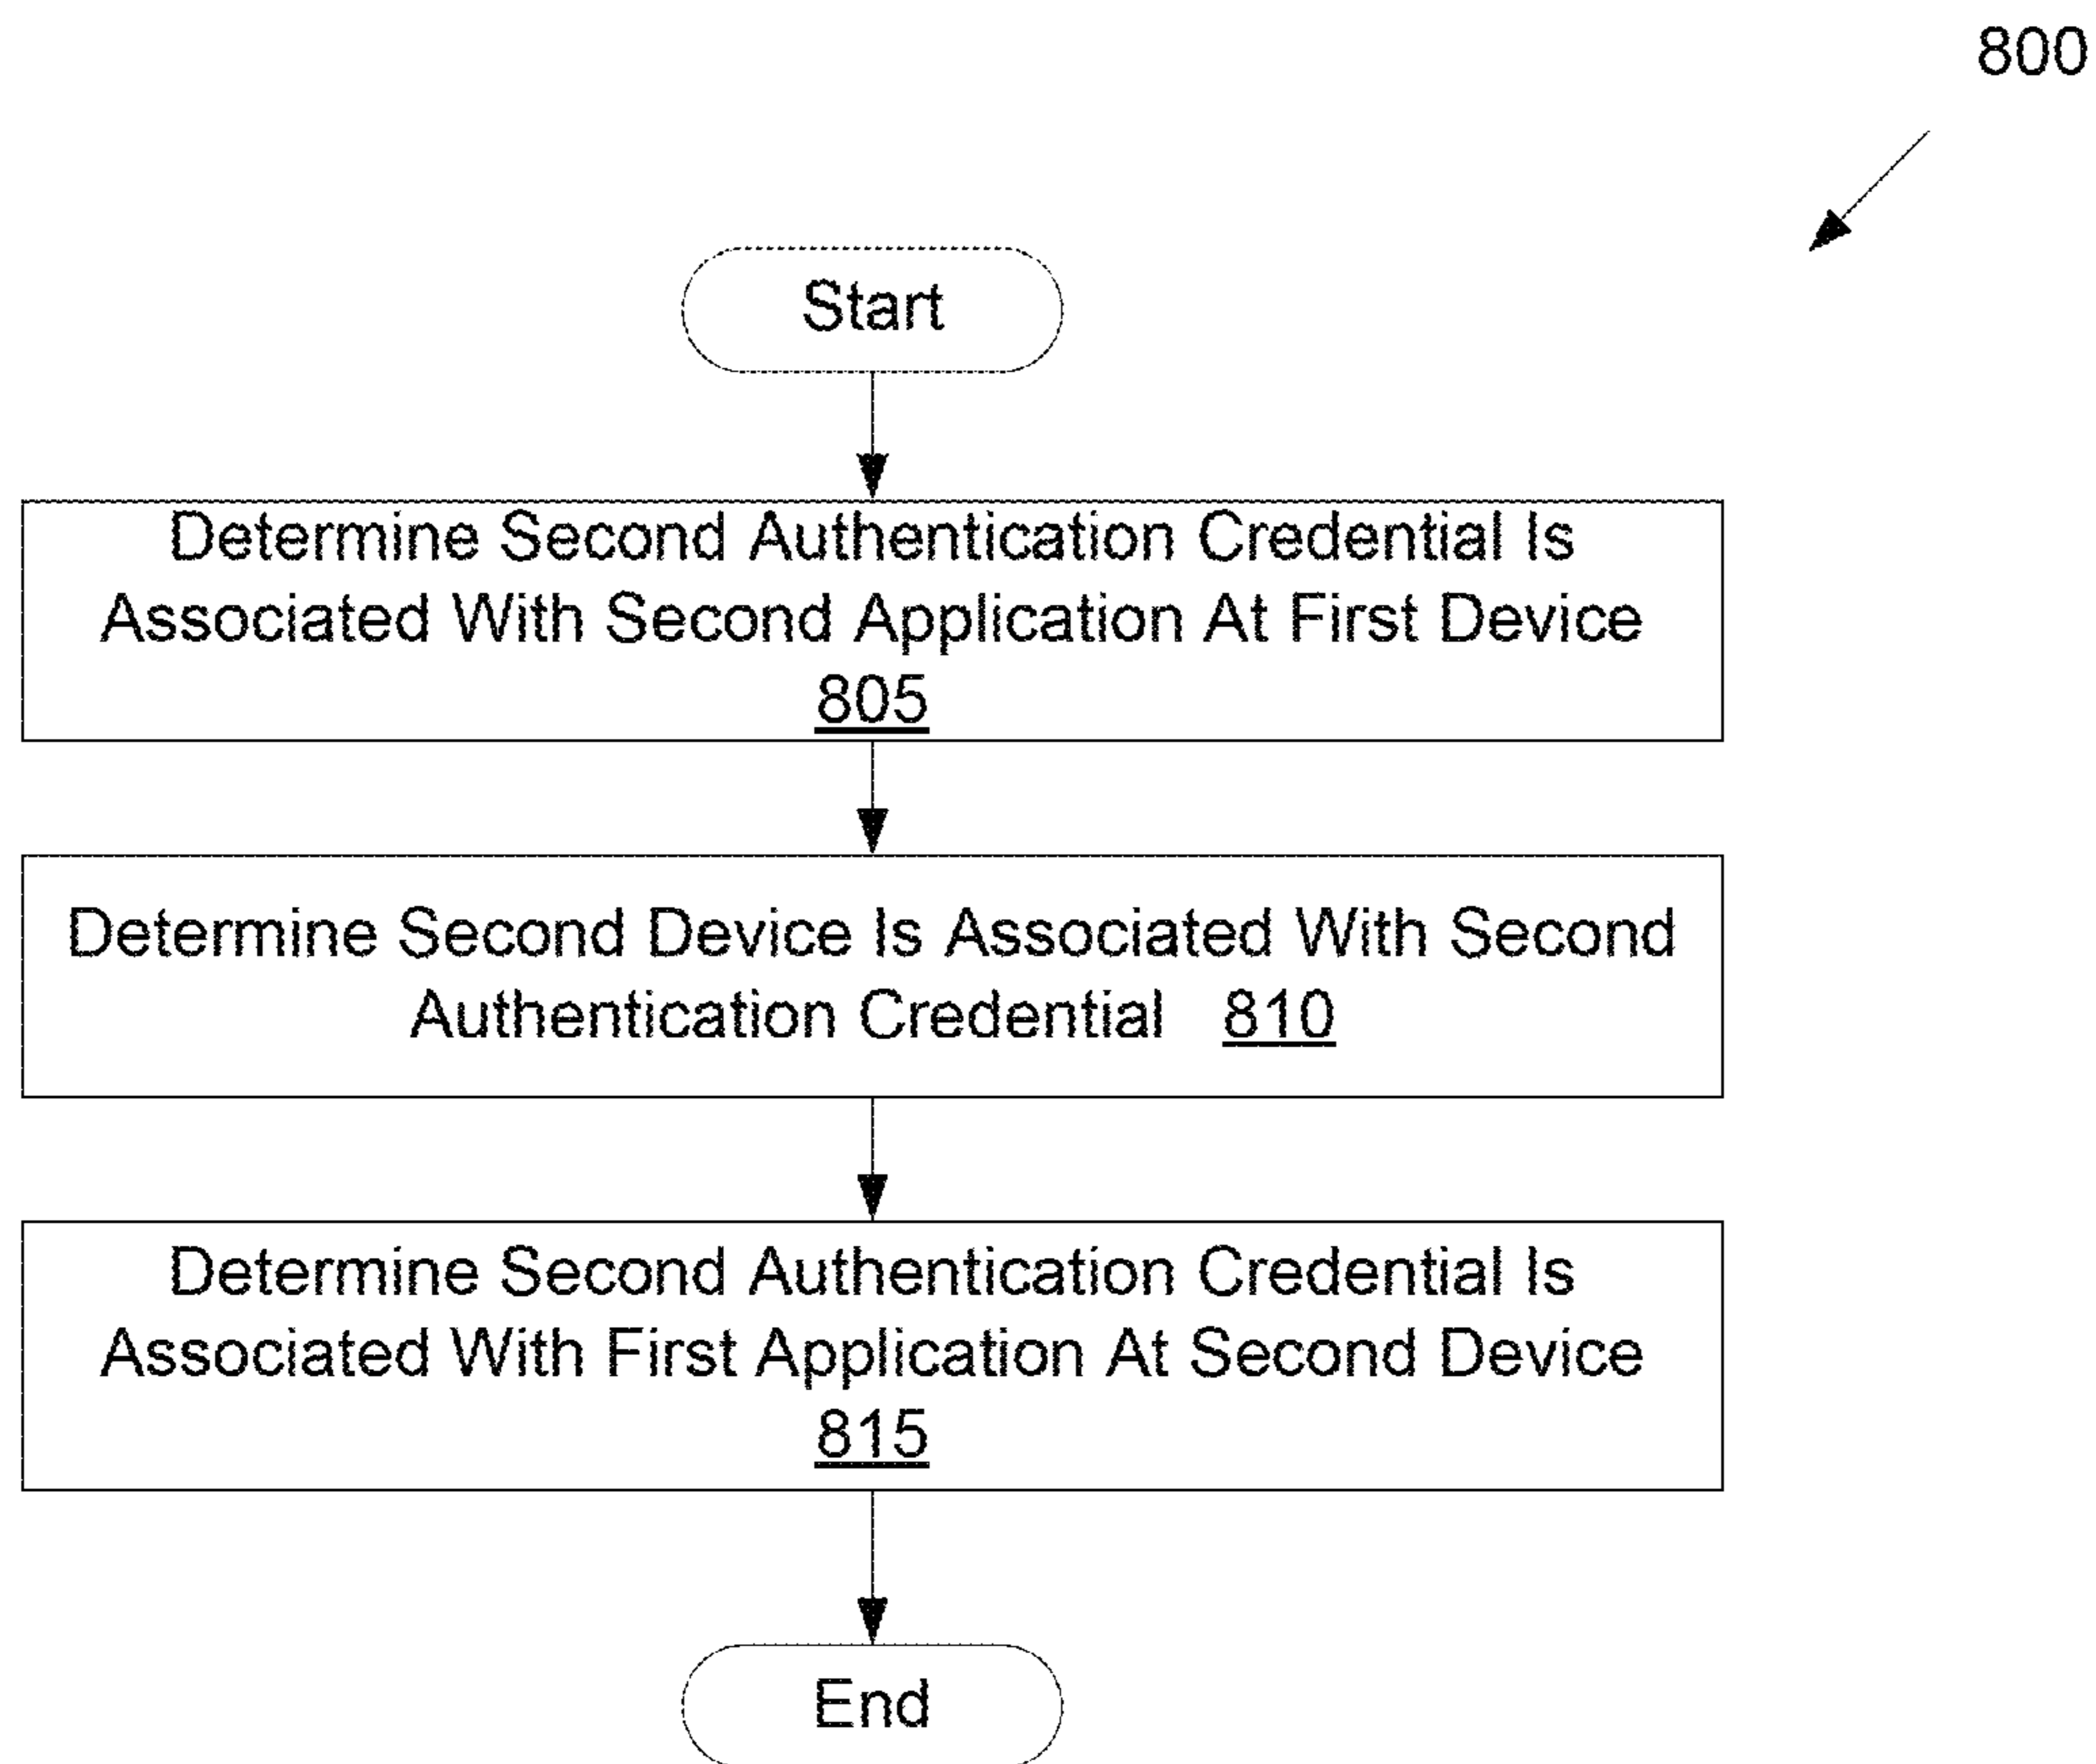 800
Start
Determine Second Authentication Credential Is
Associated With Second Application At First Device
805
Determine Second Device Is Associated With Second
Authentication Credential 810
Determine Second Authentication Credential Is
Associated With First Application At Second Device
815
End